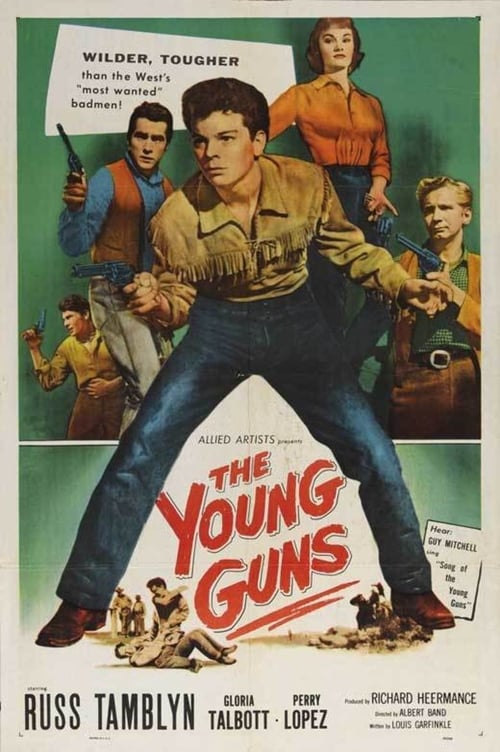 WILDER, TOUGHER
than the West's
"most wanted"
badmen!
ALLIED ARTISTS presents
THE
YOUNG
GUNS
Hear:
GUY MITCHELL
sing
"Song of
the
Young
Guns"
starring
RUSS TAMBLYN
GLORIA TALBOTT · PERRY LOPEZ
Produced by RICHARD HEERMANCE
Directed by ALBERT BAND
Written by LOUIS GARFINKLE